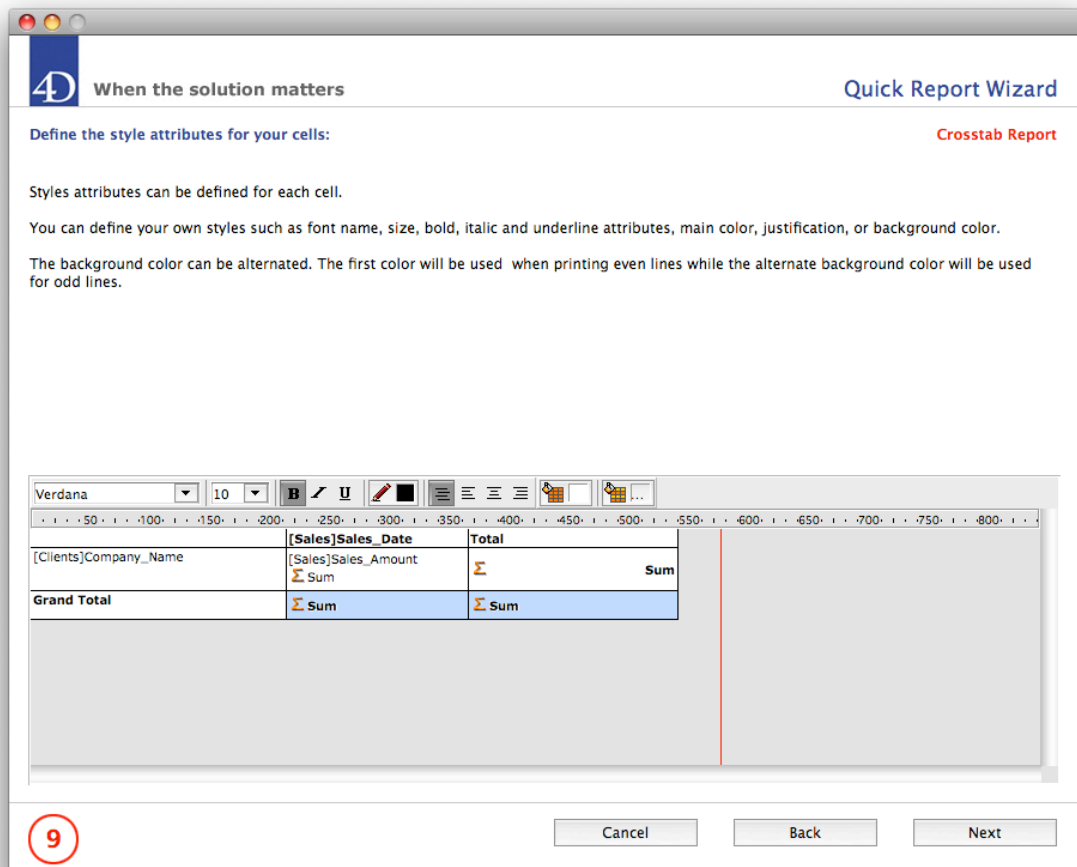 4D When the solution matters
Quick Report Wizard
Define the style attributes for your cells:
Crosstab Report
Styles attributes can be defined for each cell.
You can define your own styles such as font name, size, bold, italic and underline attributes, main color, justification, or background color.
The background color can be alternated. The first color will be used  when printing even lines while the alternate background color will be used
for odd lines.
Verdana 10 B I U ...
50 100 150 200 250 300 350 400 450 500 550 600 650 700 750 800
[Sales]Sales_Date Total
[Clients]Company_Name [Sales]Sales_Amount
Σ Sum Σ Sum
Grand Total Σ Sum Σ Sum
9 Cancel Back Next